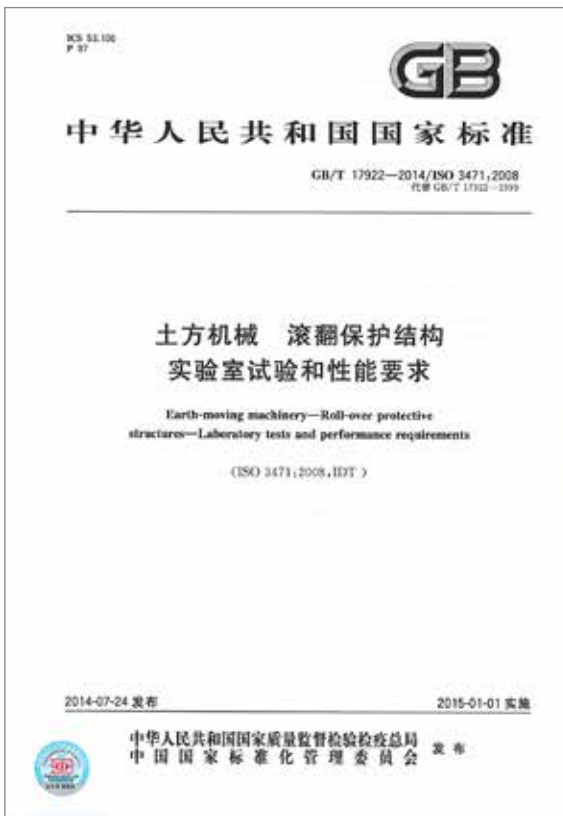 ICS 53.100
P 97
GB
中华人民共和国国家标准
GB/T 17922—2014/ISO 3471:2008
代替 GB/T 17922—1999
土方机械 滚翻保护结构
实验室试验和性能要求
Earth-moving machinery—Roll-over protective
structures—Laboratory tests and performance requirements
(ISO 3471:2008,IDT)
2014-07-24 发布
2015-01-01 实施
中华人民共和国国家质量监督检验检疫总局
中国国家标准化管理委员会
发布